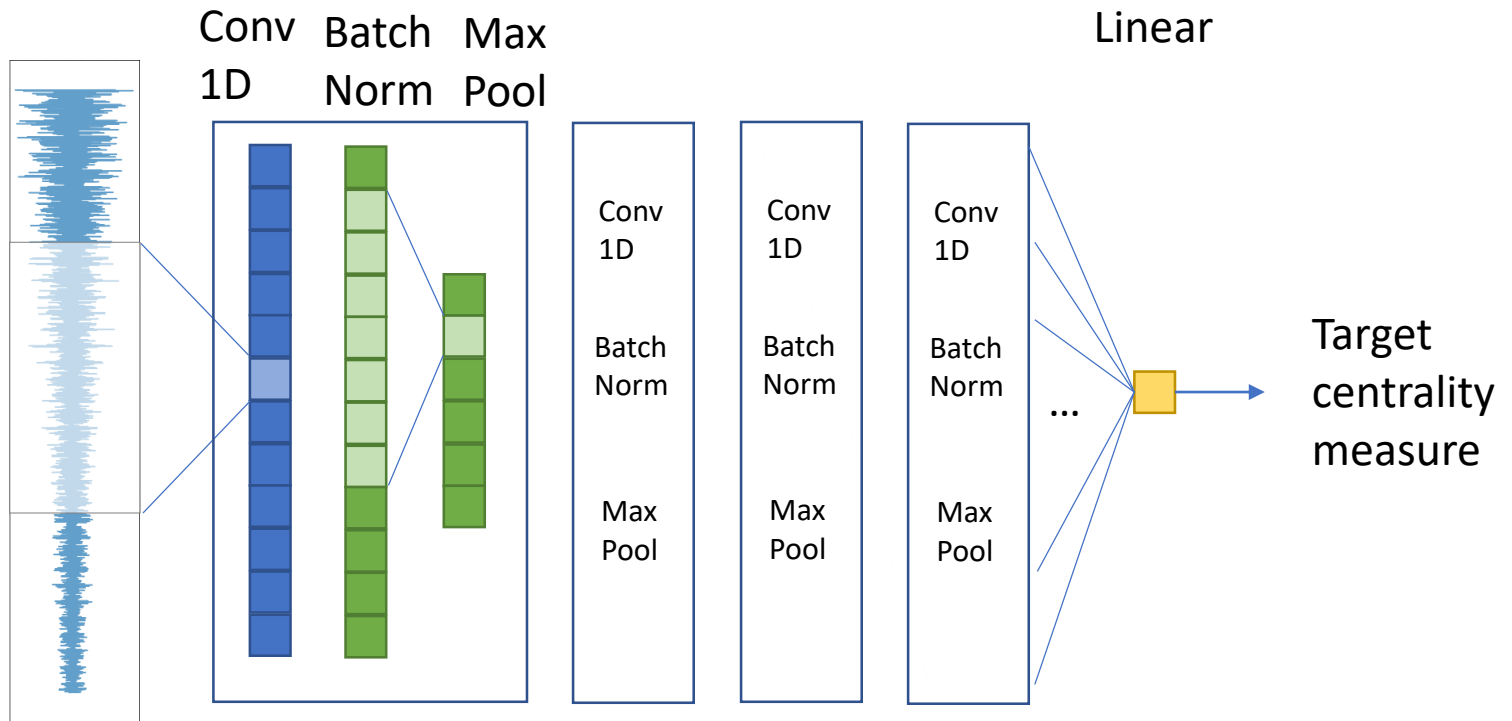 Conv
1D
Batch
Norm
Max
Pool
Linear
Conv
1D
Batch
Norm
Max
Pool
Conv
1D
Batch
Norm
Max
Pool
Conv
1D
Batch
Norm
Max
Pool
...
Target
centrality
measure